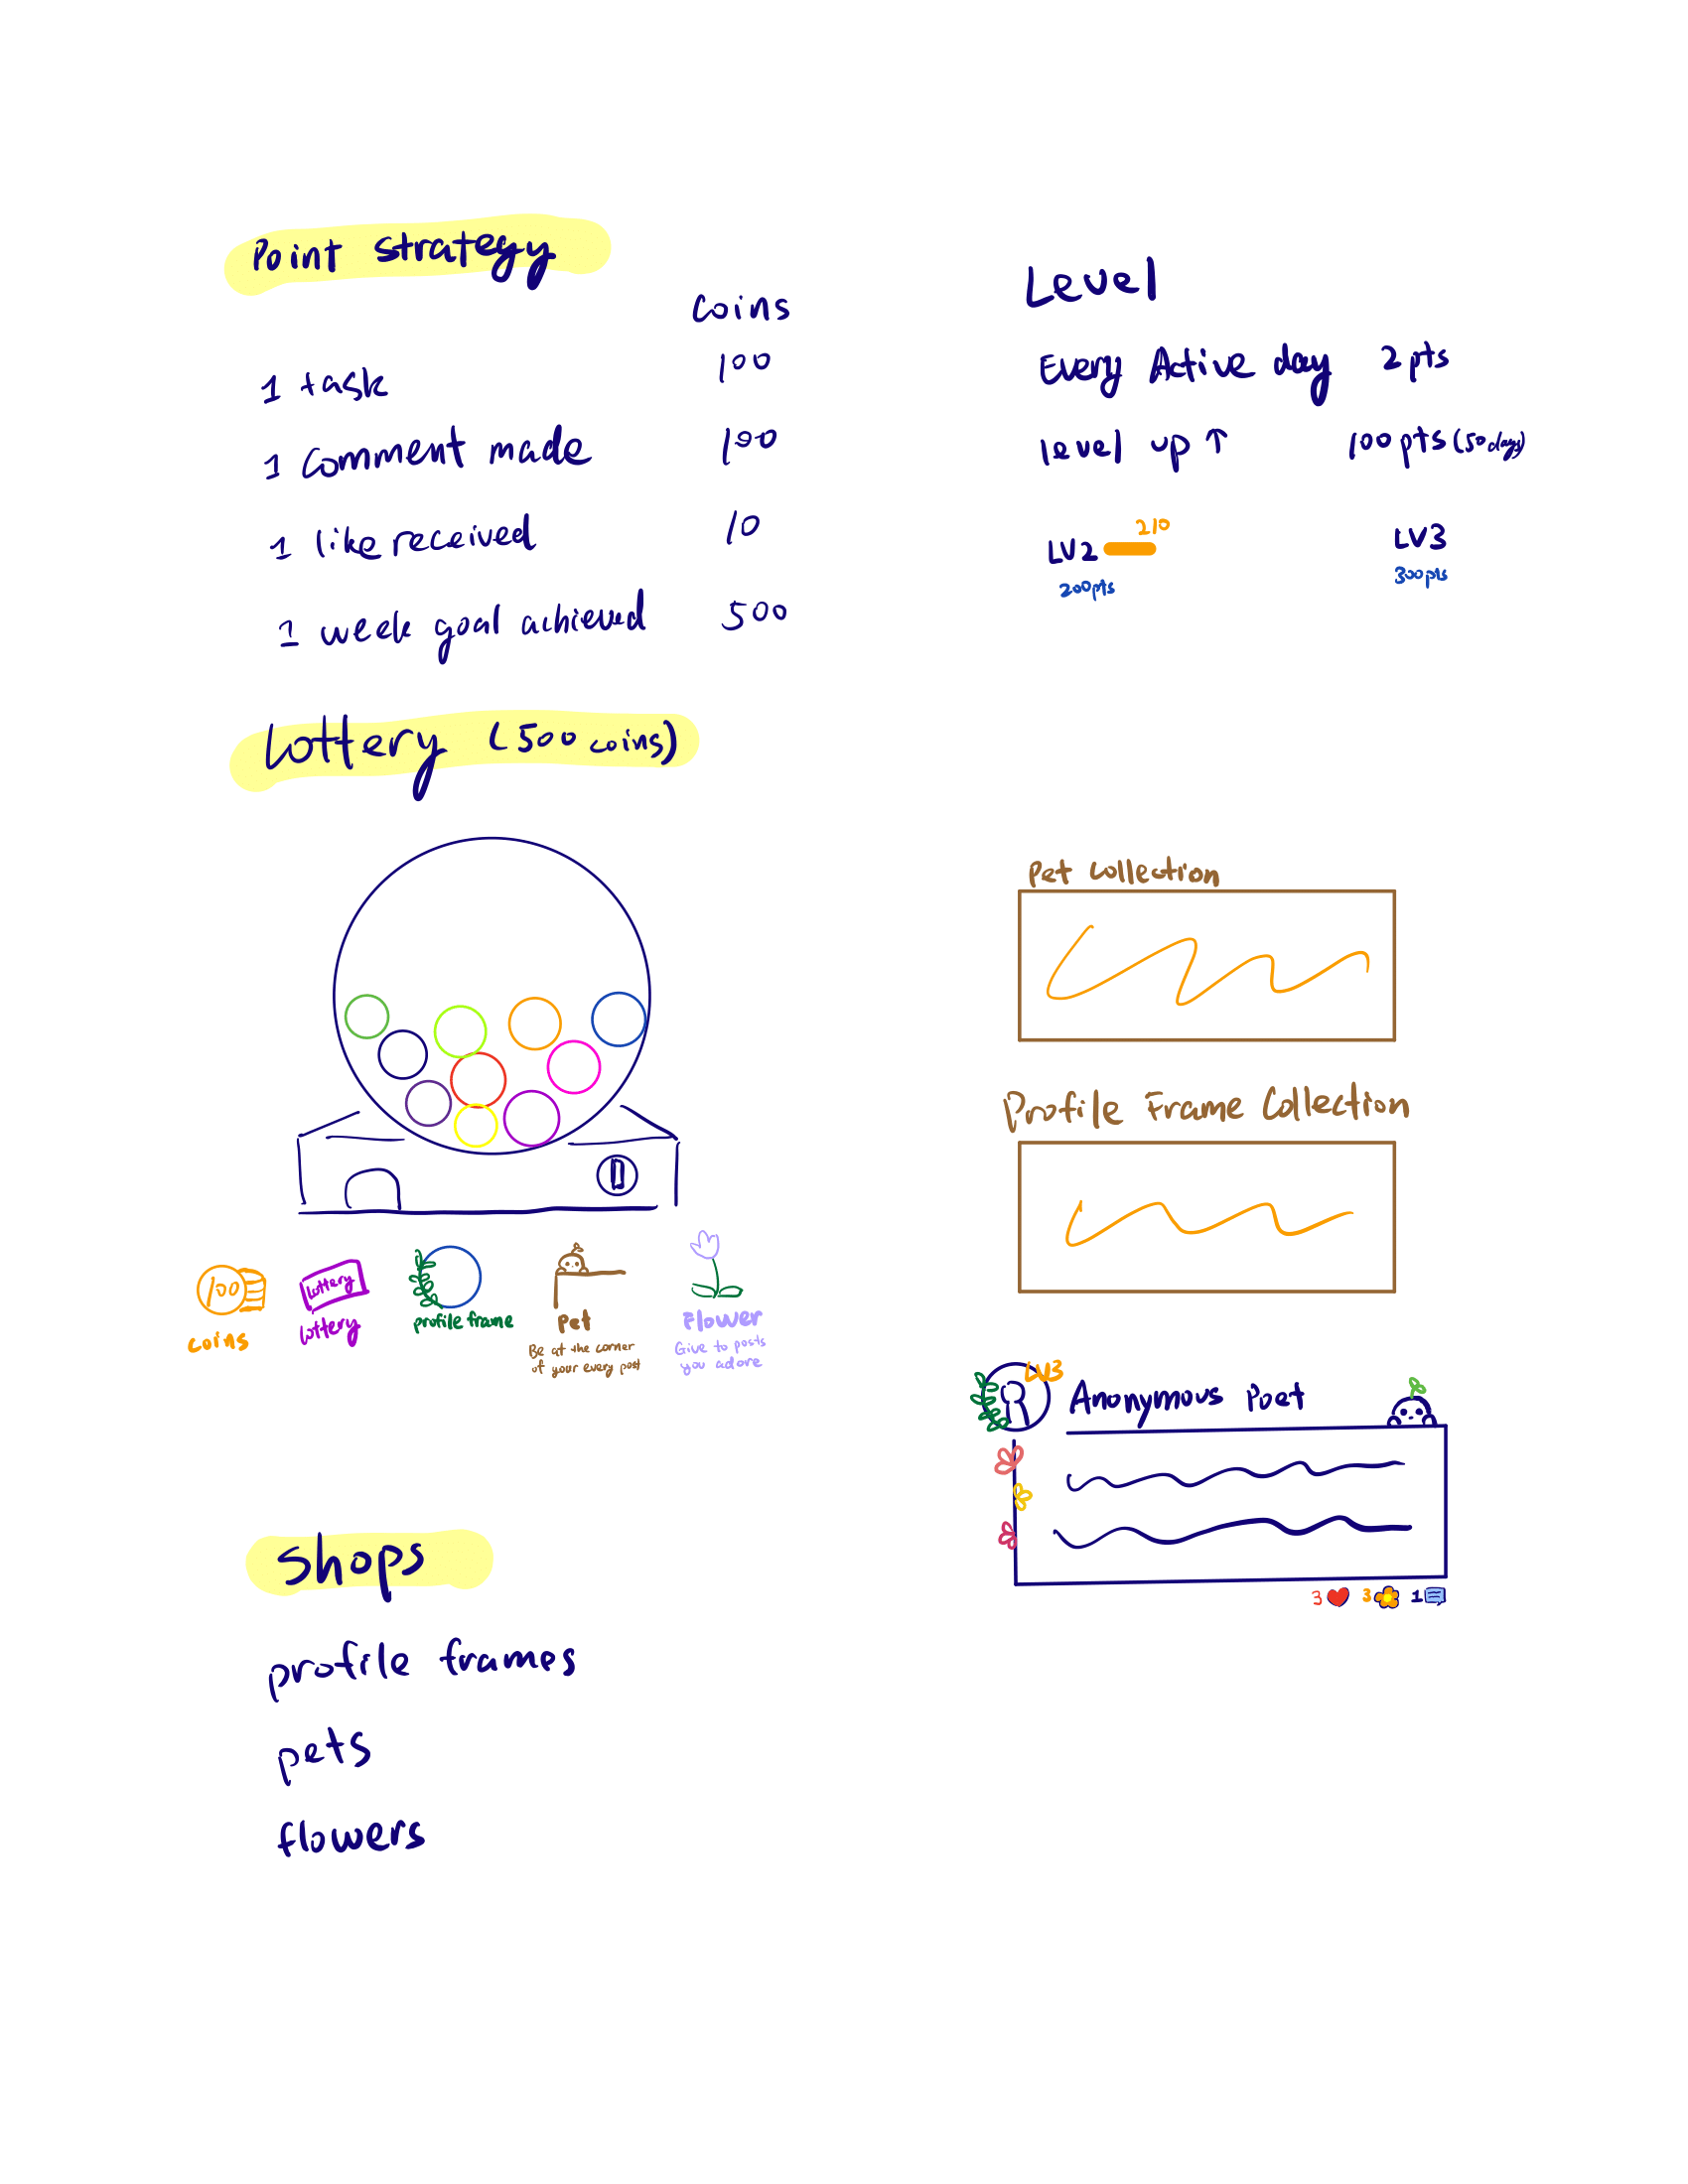 Point Strategy
Coins
1 task 100
1 Comment made 100
1 like received 10
1 week goal achieved 500
Level
Every Active day 2 pts
level up ↑ 100 pts (50 days)
LV2 210 LV3
200pts 300pts
Lottery (500 coins)
Pet Collection
Profile Frame Collection
100
coins
Lottery
lottery
profile frame
Pet
Be at the corner
of your every post
Flower
Give to posts
you adore
LV3
Anonymous Poet
3 3 1
Shops
profile frames
pets
flowers